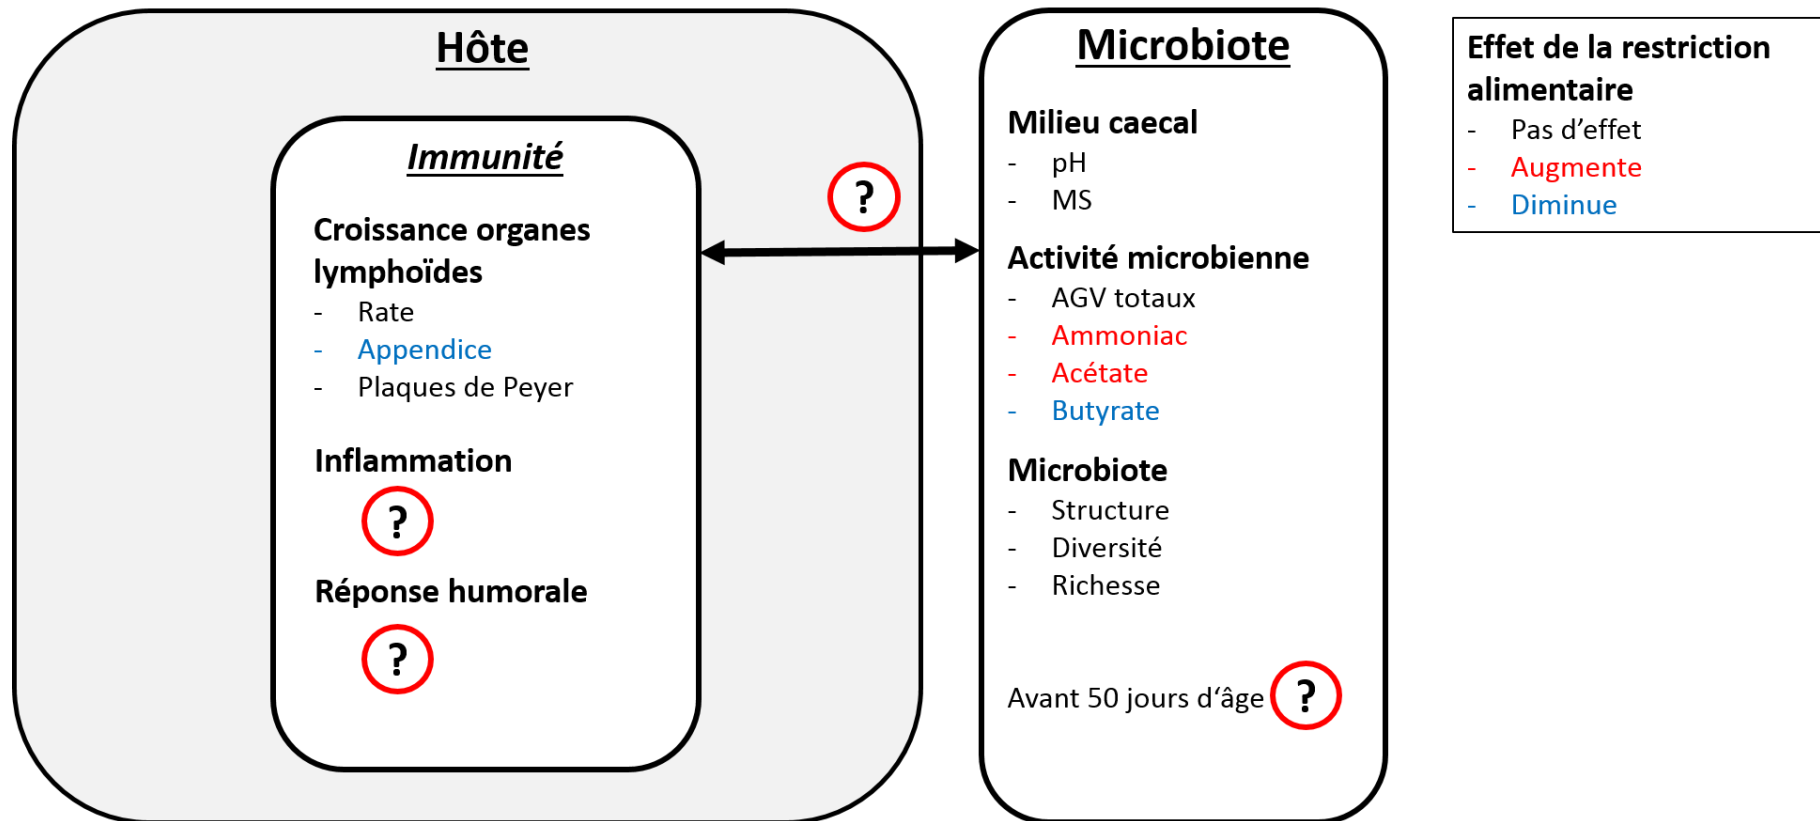 Hôte
Immunité
Croissance organes
lymphoïdes
- Rate
- Appendice
- Plaques de Peyer
Inflammation
?
Réponse humorale
?
?
Microbiote
Milieu caecal
- pH
- MS
Activité microbienne
- AGV totaux
- Ammoniac
- Acétate
- Butyrate
Microbiote
- Structure
- Diversité
- Richesse
Avant 50 jours d‘âge ?
Effet de la restriction
alimentaire
- Pas d’effet
- Augmente
- Diminue